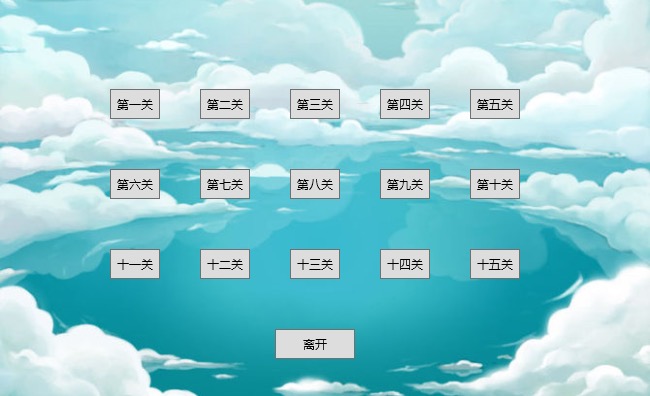 第一关 第二关 第三关 第四关 第五关
第六关 第七关 第八关 第九关 第十关
十一关 十二关 十三关 十四关 十五关
离开